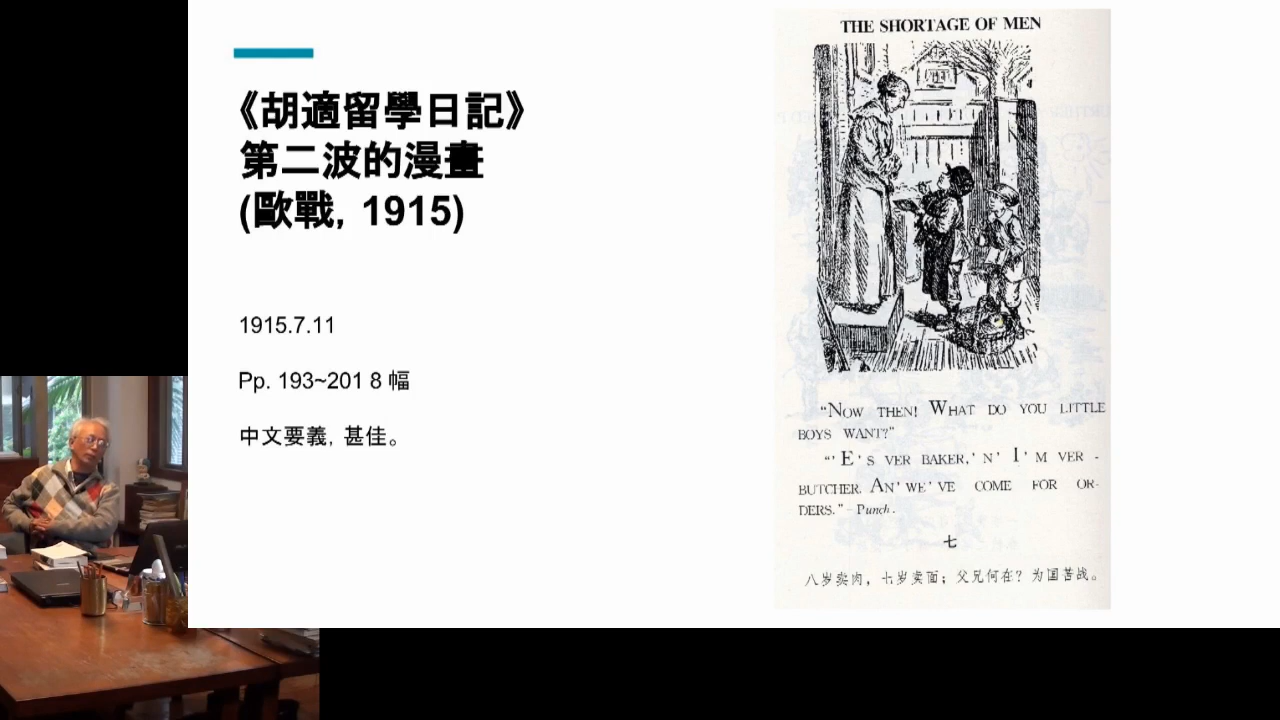 《胡適留學日記》
第二波的漫畫
(歐戰, 1915)
1915.7.11
Pp. 193~201 8 幅
中文要義, 甚佳。
THE SHORTAGE OF MEN
“NOW THEN! WHAT DO YOU LITTLE
BOYS WANT?”
“' E' S VER BAKER,' N' I' M VER -
BUTCHER. AN' WE' VE COME FOR OR-
DERS.” - Punch.
七
八岁卖肉，七岁卖面；父兄何在？为国苦战。